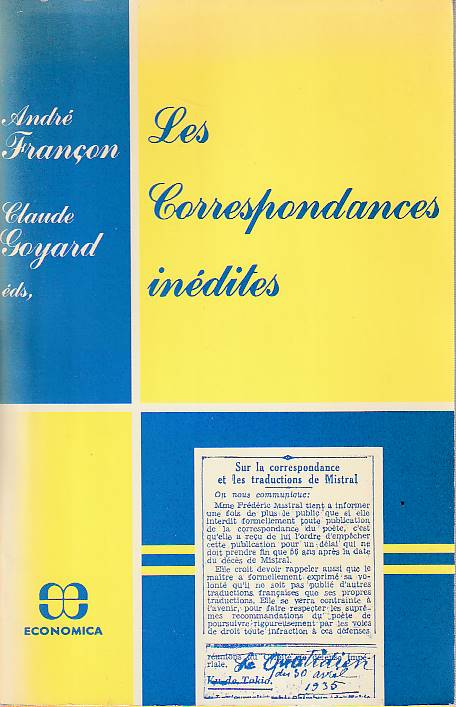 André
Françon
Claude
Goyard
éds,
Les
Correspondances
inédites
Sur la correspondance
et les traductions de Mistral
On nous communique:
Mme Frédéric Mistral tient à informer
une fois de plus le public que si elle
interdit formellement toute publication
de la correspondance du poète, c'est
qu'elle a reçu de lui l'ordre d'empêcher
cette publication pour un délai qui ne
doit prendre fin que 50 ans après la date
du décès de Mistral.
Elle croit devoir rappeler aussi que le
maître a formellement exprimé sa vo-
lonté qu'il ne soit pas publié d'autres
traductions françaises que ses propres
traductions. Elle se verra contrainte à
l'avenir, pour faire respecter les suprê-
mes recommandations du poète de
poursuivre rigoureusement par les voies
de droit toute infraction à ces défenses
réunions du
riale,
Le Quotidien
du 30 avril
1935
Tokio
ECONOMICA